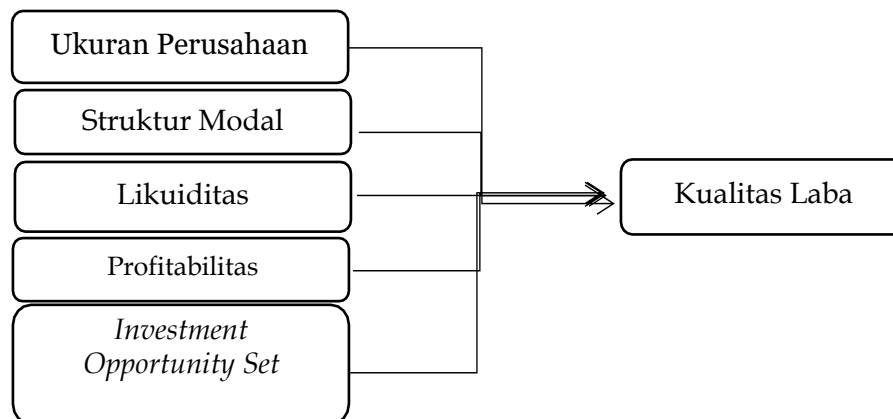 Ukuran Perusahaan
Struktur Modal
Likuiditas
Kualitas Laba
Profitabilitas
Investment
Opportunity Set